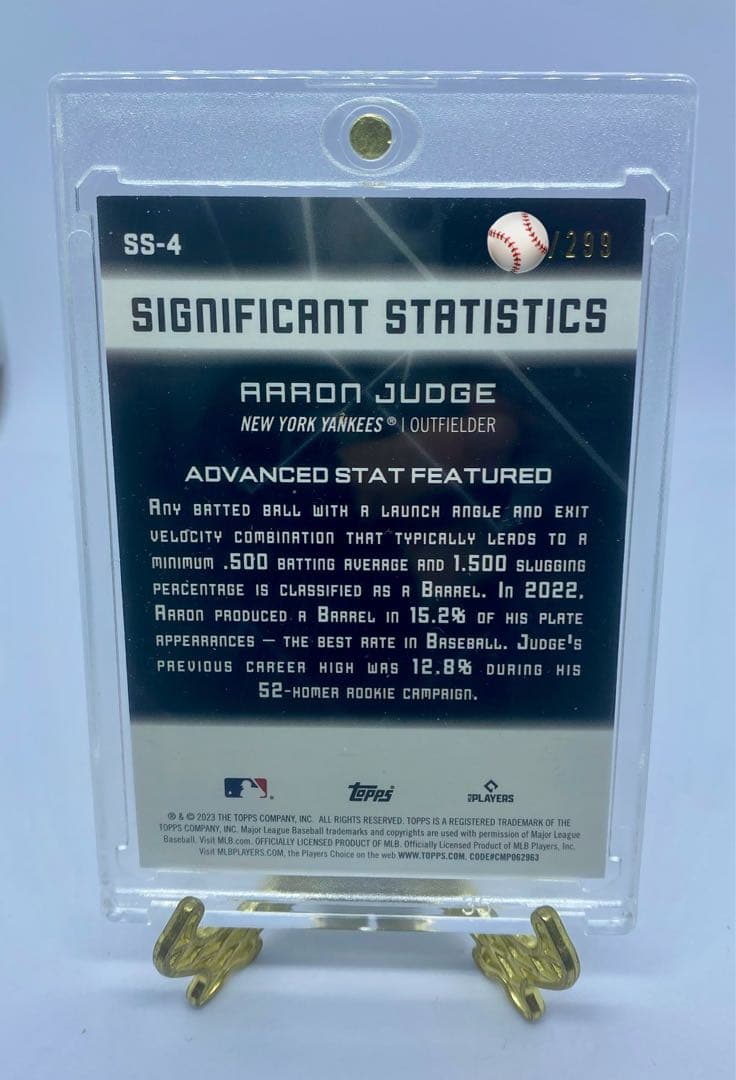 SS-4
/299
SIGNIFICANT STATISTICS
AARON JUDGE
NEW YORK YANKEES® | OUTFIELDER
ADVANCED STAT FEATURED
ANY BATTED BALL WITH A LAUNCH ANGLE AND EXIT
VELOCITY COMBINATION THAT TYPICALLY LEADS TO A
MINIMUM .500 BATTING AVERAGE AND 1.500 SLUGGING
PERCENTAGE IS CLASSIFIED AS A BARREL. IN 2022,
AARON PRODUCED A BARREL IN 15.2% OF HIS PLATE
APPEARANCES – THE BEST RATE IN BASEBALL. JUDGE'S
PREVIOUS CAREER HIGH WAS 12.8% DURING HIS
52-HOMER ROOKIE CAMPAIGN.
topps
MLB PLAYERS
® & © 2023 THE TOPPS COMPANY, INC. ALL RIGHTS RESERVED. TOPPS IS A REGISTERED TRADEMARK OF THE
TOPPS COMPANY, INC. Major League Baseball trademarks and copyrights are used with permission of Major League
Baseball. Visit MLB.com. OFFICIALLY LICENSED PRODUCT OF MLB. Officially Licensed Product of MLB Players, Inc.
Visit MLBPLAYERS.COM, the Players Choice on the web. WWW.TOPPS.COM. CODE#CMP062963